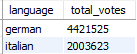 language total_votes
german 4421525
italian 2003623